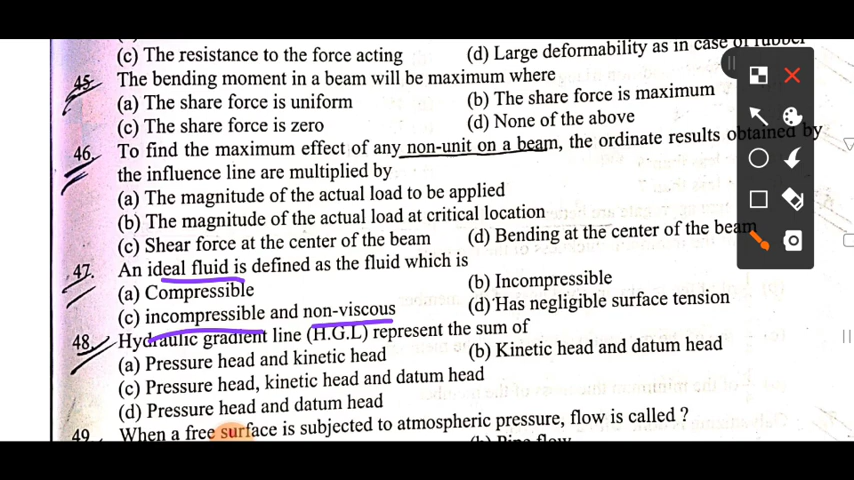 (c) The resistance to the force acting (d) Large deformability as in case of rubber
45. The bending moment in a beam will be maximum where
(a) The share force is uniform (b) The share force is maximum
(c) The share force is zero (d) None of the above
46. To find the maximum effect of any non-unit on a beam, the ordinate results obtained by
the influence line are multiplied by
(a) The magnitude of the actual load to be applied
(b) The magnitude of the actual load at critical location
(c) Shear force at the center of the beam (d) Bending at the center of the beam
47. An ideal fluid is defined as the fluid which is
(a) Compressible (b) Incompressible
(c) incompressible and non-viscous (d) Has negligible surface tension
48. Hydraulic gradient line (H.G.L) represent the sum of
(a) Pressure head and kinetic head (b) Kinetic head and datum head
(c) Pressure head, kinetic head and datum head
(d) Pressure head and datum head
49. When a free surface is subjected to atmospheric pressure, flow is called ?
(b) Pipe flow